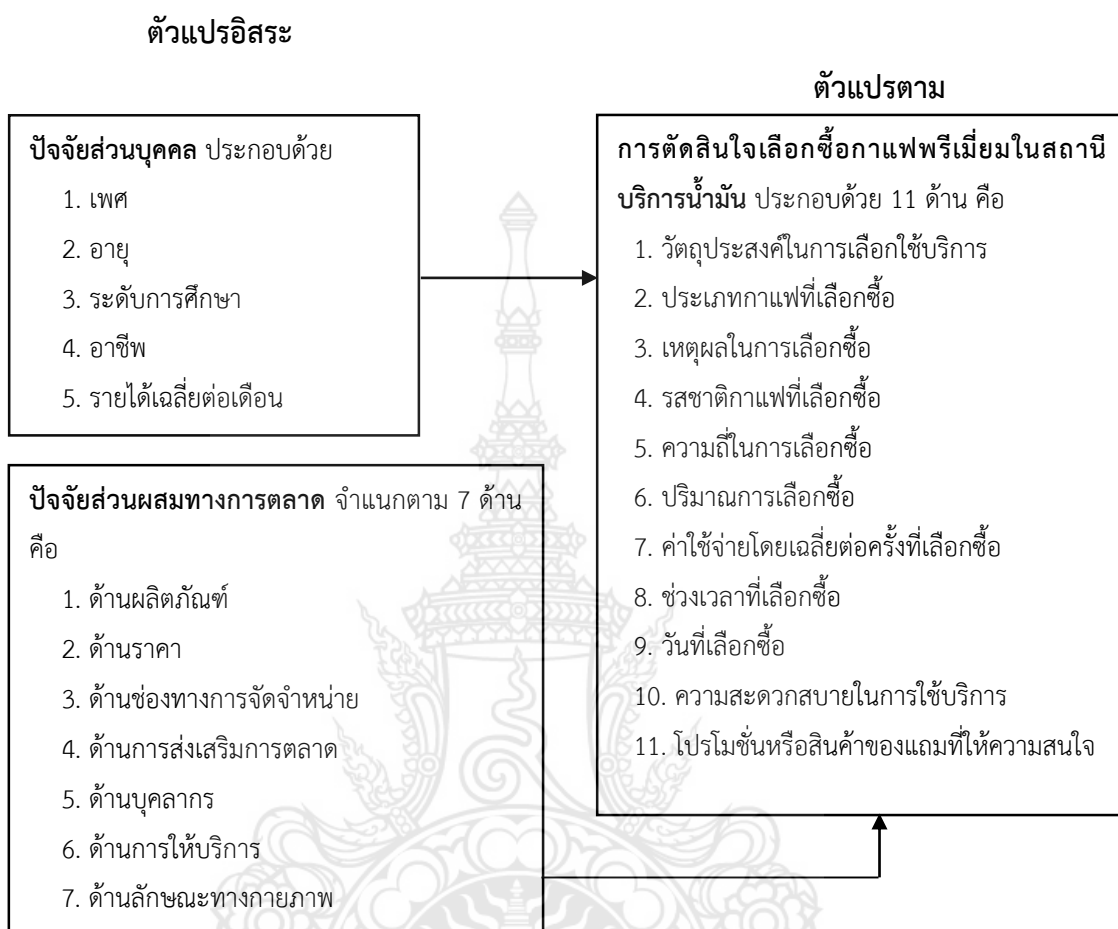 ตัวแปรอิสระ
ตัวแปรตาม
ปัจจัยส่วนบุคคล ประกอบด้วย
1. เพศ
2. อายุ
3. ระดับการศึกษา
4. อาชีพ
5. รายได้เฉลี่ยต่อเดือน
ปัจจัยส่วนผสมทางการตลาด จำแนกตาม 7 ด้าน
คือ
1. ด้านผลิตภัณฑ์
2. ด้านราคา
3. ด้านช่องทางการจัดจำหน่าย
4. ด้านการส่งเสริมการตลาด
5. ด้านบุคลากร
6. ด้านการให้บริการ
7. ด้านลักษณะทางกายภาพ
การตัดสินใจเลือกซื้อกาแฟพรีเมี่ยมในสถานี
บริการน้ำมัน ประกอบด้วย 11 ด้าน คือ
1. วัตถุประสงค์ในการเลือกใช้บริการ
2. ประเภทกาแฟที่เลือกซื้อ
3. เหตุผลในการเลือกซื้อ
4. รสชาติกาแฟที่เลือกซื้อ
5. ความถี่ในการเลือกซื้อ
6. ปริมาณการเลือกซื้อ
7. ค่าใช้จ่ายโดยเฉลี่ยต่อครั้งที่เลือกซื้อ
8. ช่วงเวลาที่เลือกซื้อ
9. วันที่เลือกซื้อ
10. ความสะดวกสบายในการใช้บริการ
11. โปรโมชั่นหรือสินค้าของแถมที่ให้ความสนใจ